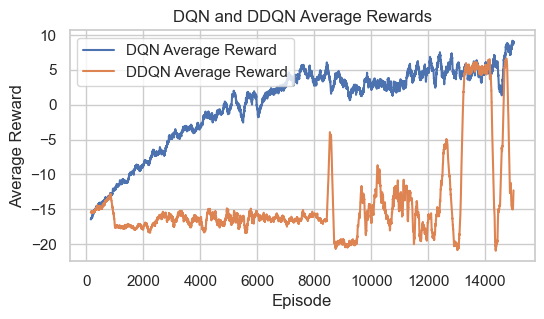 DQN and DDQN Average Rewards
DQN Average Reward
DDQN Average Reward
Average Reward
10
5
0
−5
−10
−15
−20
0 2000 4000 6000 8000 10000 12000 14000
Episode